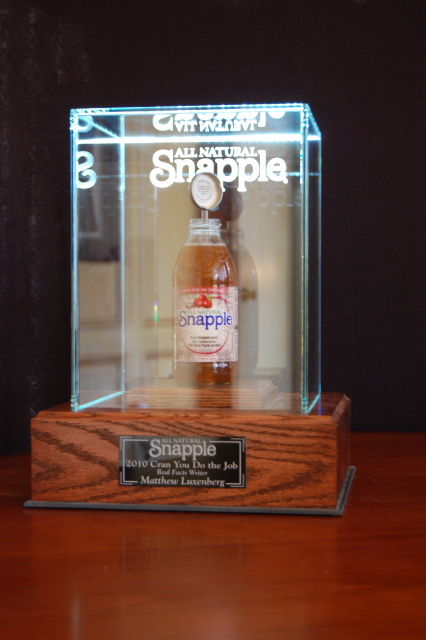 ALL NATURAL
Snapple
ALL NATURAL
Snapple
ALL NATURAL
Snapple
2010 Cran You Do the Job
Real Facts Writer
Matthew Luxenberg